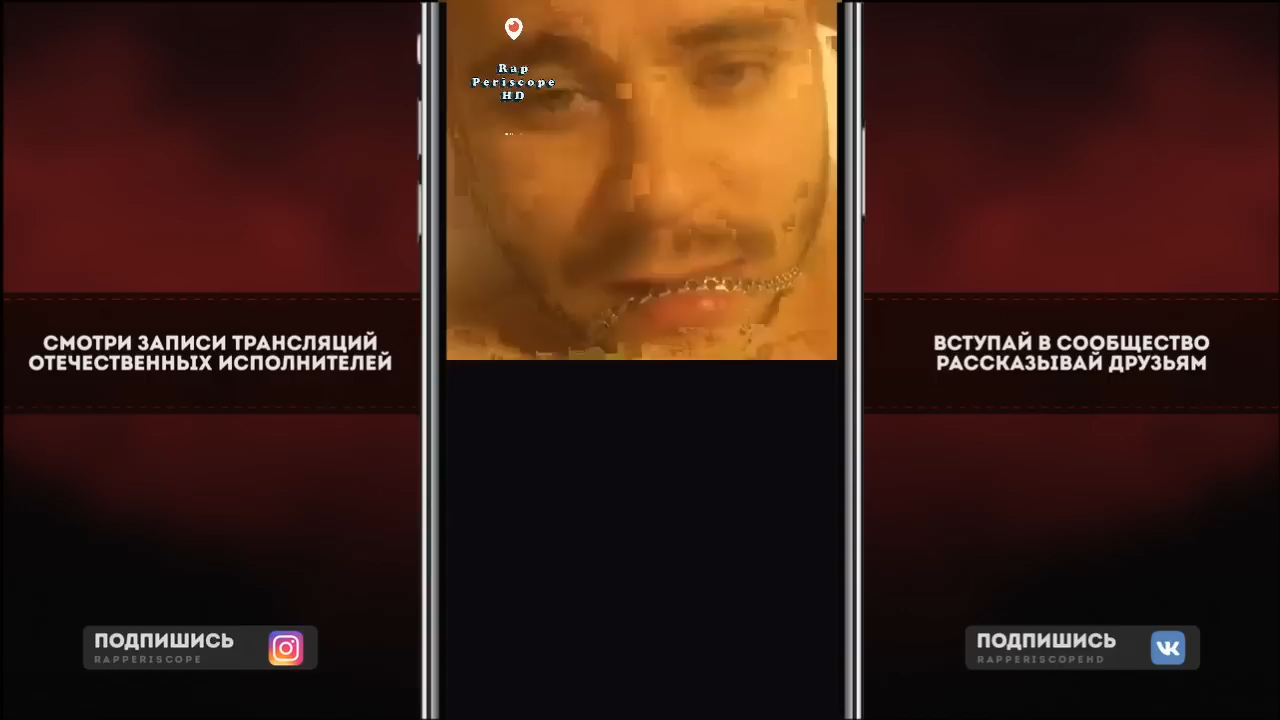 Rap
Periscope
HD
СМОТРИ ЗАПИСИ ТРАНСЛЯЦИЙ
ОТЕЧЕСТВЕННЫХ ИСПОЛНИТЕЛЕЙ
ВСТУПАЙ В СООБЩЕСТВО
РАССКАЗЫВАЙ ДРУЗЬЯМ
ПОДПИШИСЬ
RAPPERISCOPE
ПОДПИШИСЬ
RAPPERISCOPEHD